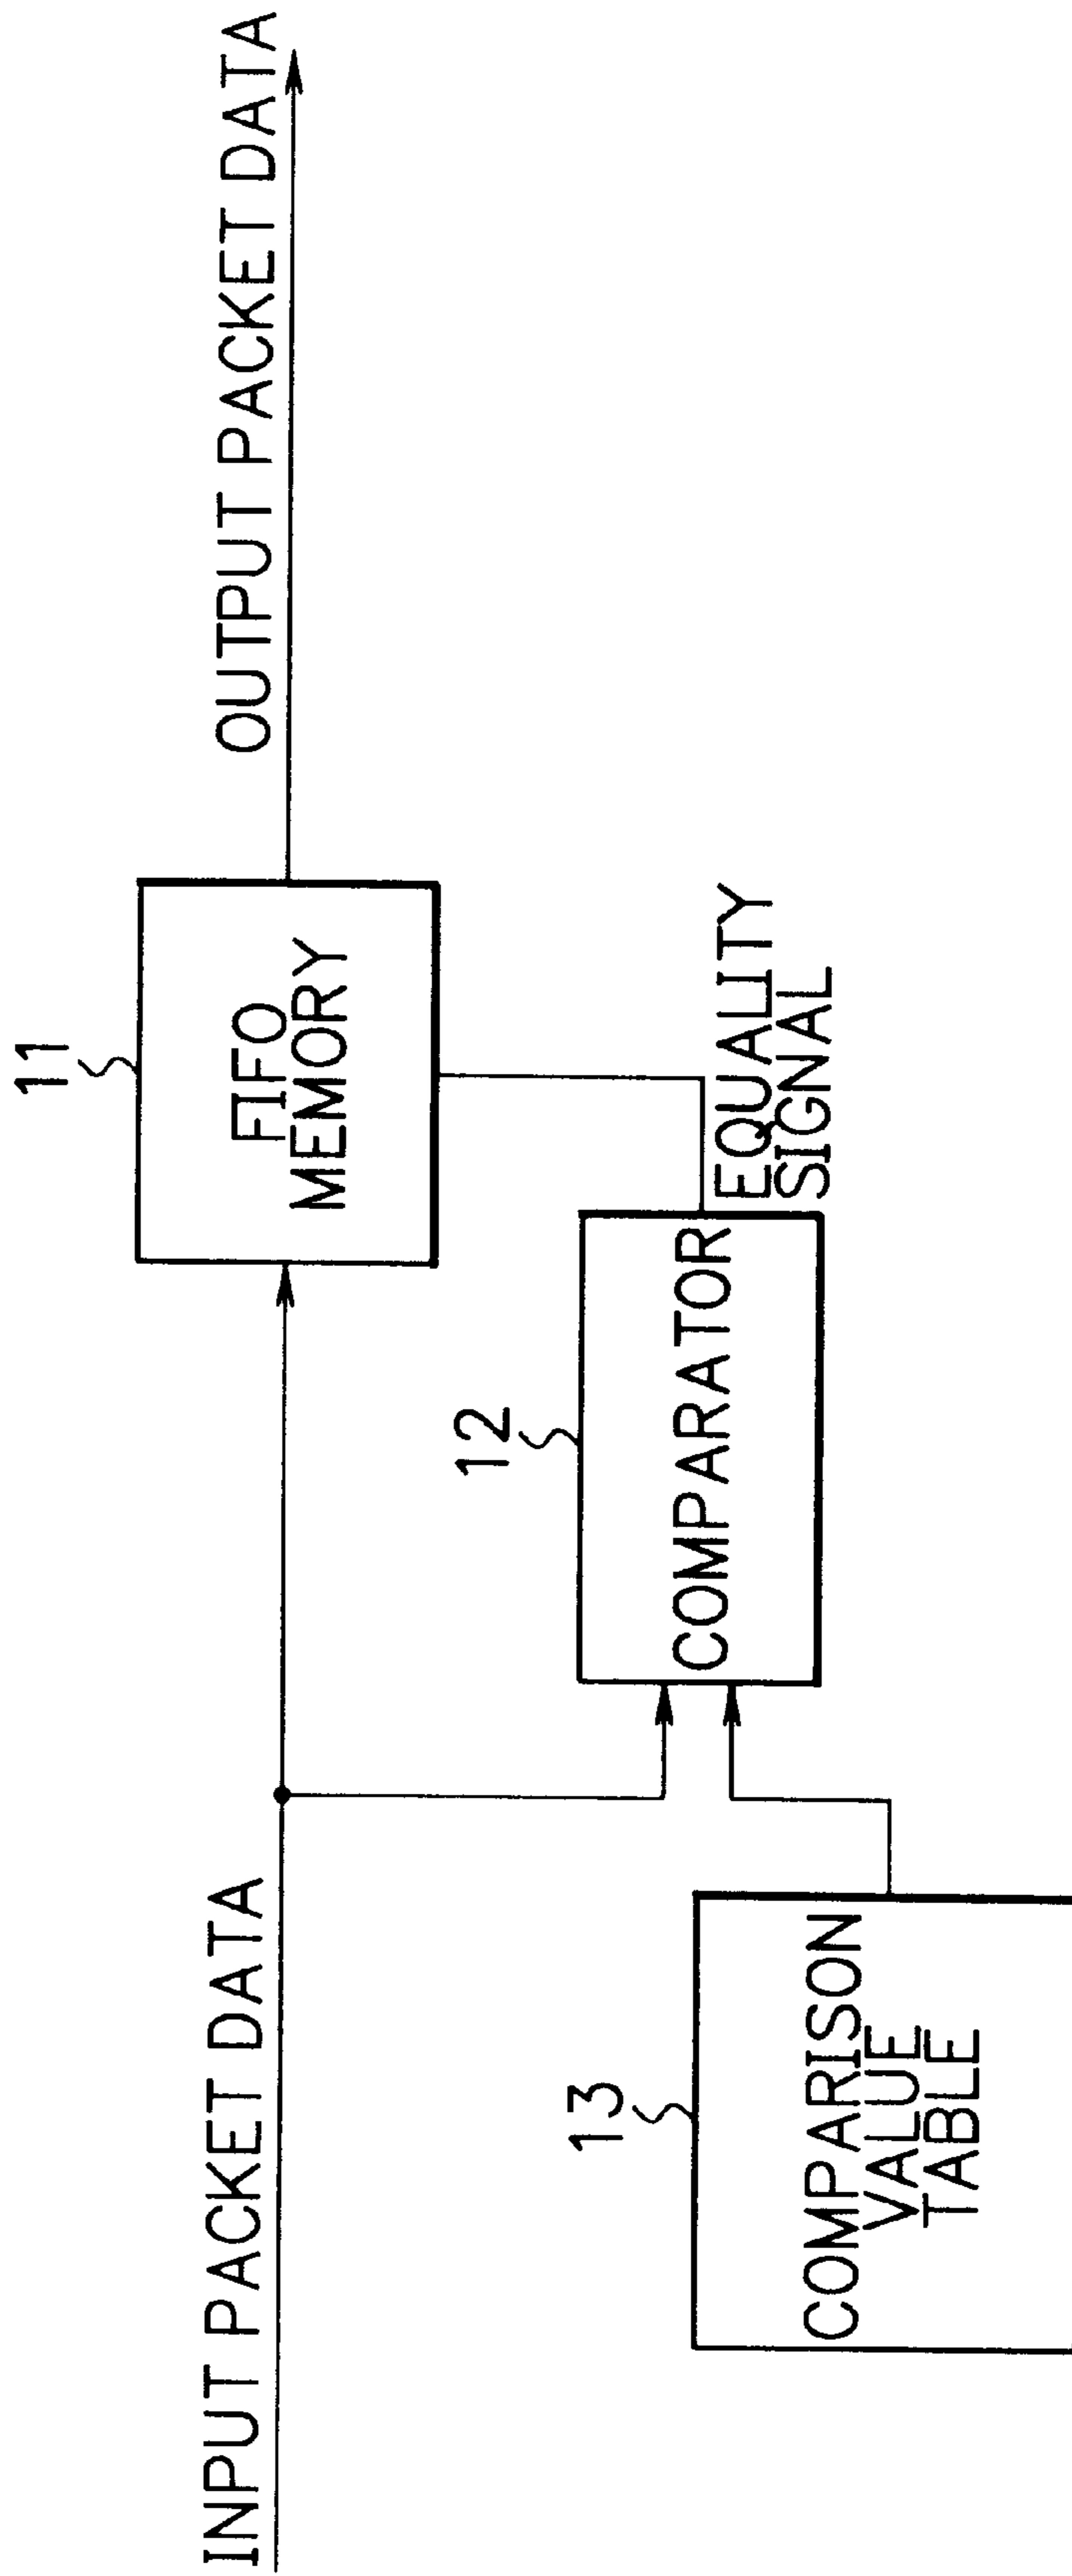 INPUT PACKET DATA
11
FIFO
MEMORY
OUTPUT PACKET DATA
12
COMPARATOR
EQUALITY
SIGNAL
13
COMPARISON
VALUE
TABLE